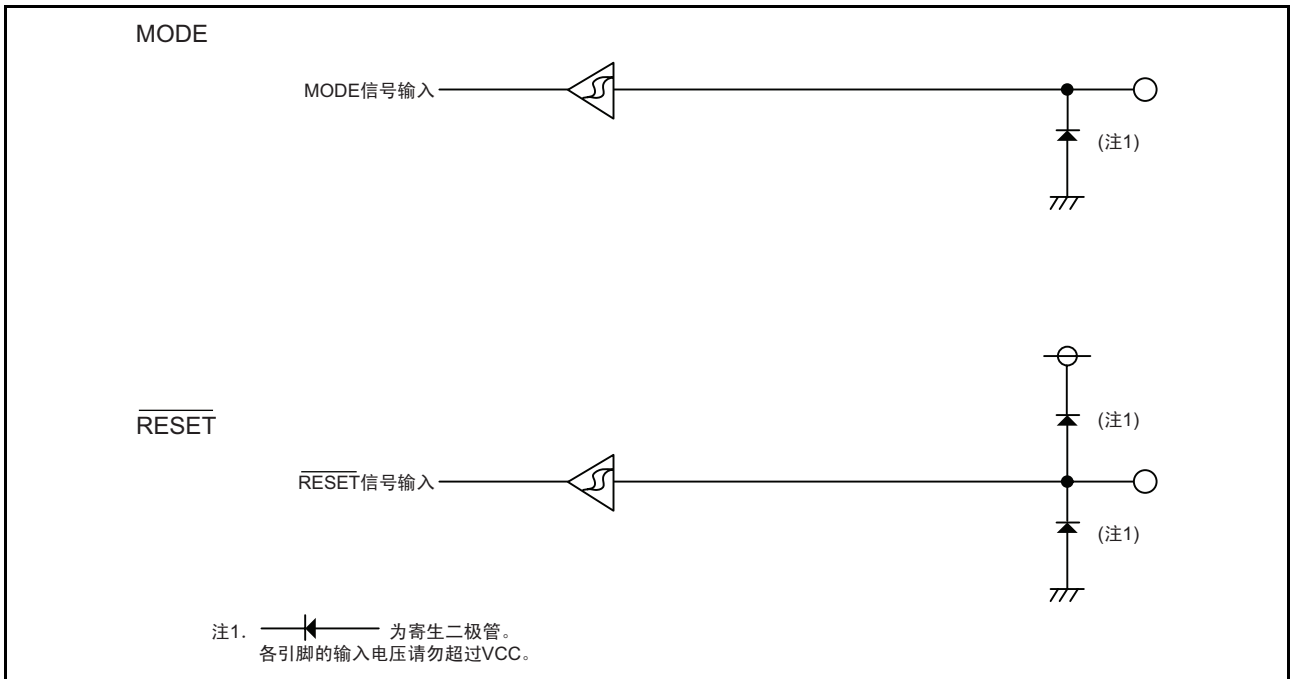 MODE
MODE信号输入
(注1)
(注1)
RESET
RESET信号输入
(注1)
注1. 为寄生二极管。
各引脚的输入电压请勿超过VCC。